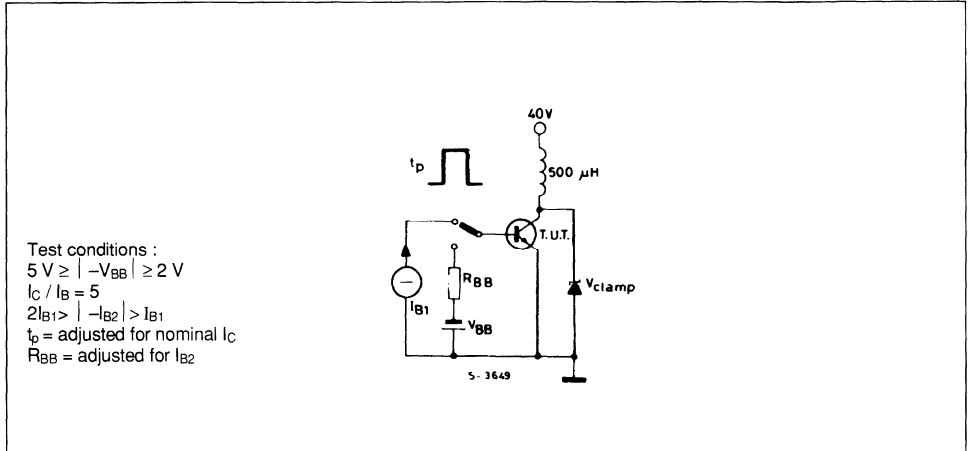 40V
tp
500 μH
T.U.T.
Vclamp
RBB
IB1
VBB
S-3649
Test conditions :
5 V ≥ | –VBB | ≥ 2 V
IC / IB = 5
2IB1> | –IB2| > IB1
tp = adjusted for nominal IC
RBB = adjusted for IB2